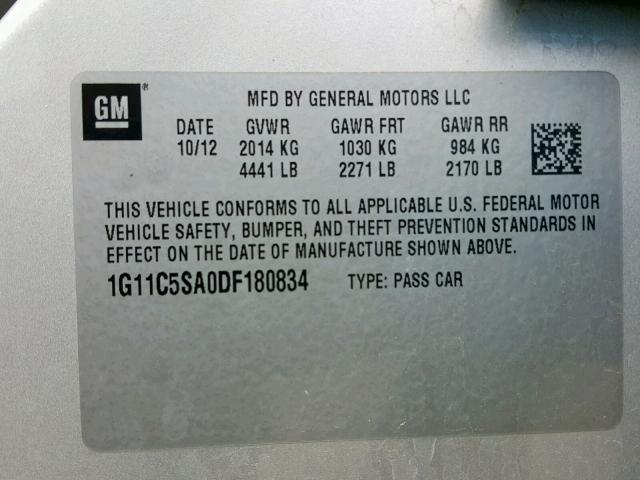 GM ® MFD BY GENERAL MOTORS LLC
DATE GVWR GAWR FRT GAWR RR
10/12 2014 KG 1030 KG 984 KG
4441 LB 2271 LB 2170 LB
THIS VEHICLE CONFORMS TO ALL APPLICABLE U.S. FEDERAL MOTOR
VEHICLE SAFETY, BUMPER, AND THEFT PREVENTION STANDARDS IN
EFFECT ON THE DATE OF MANUFACTURE SHOWN ABOVE.
1G11C5SA0DF180834 TYPE: PASS CAR